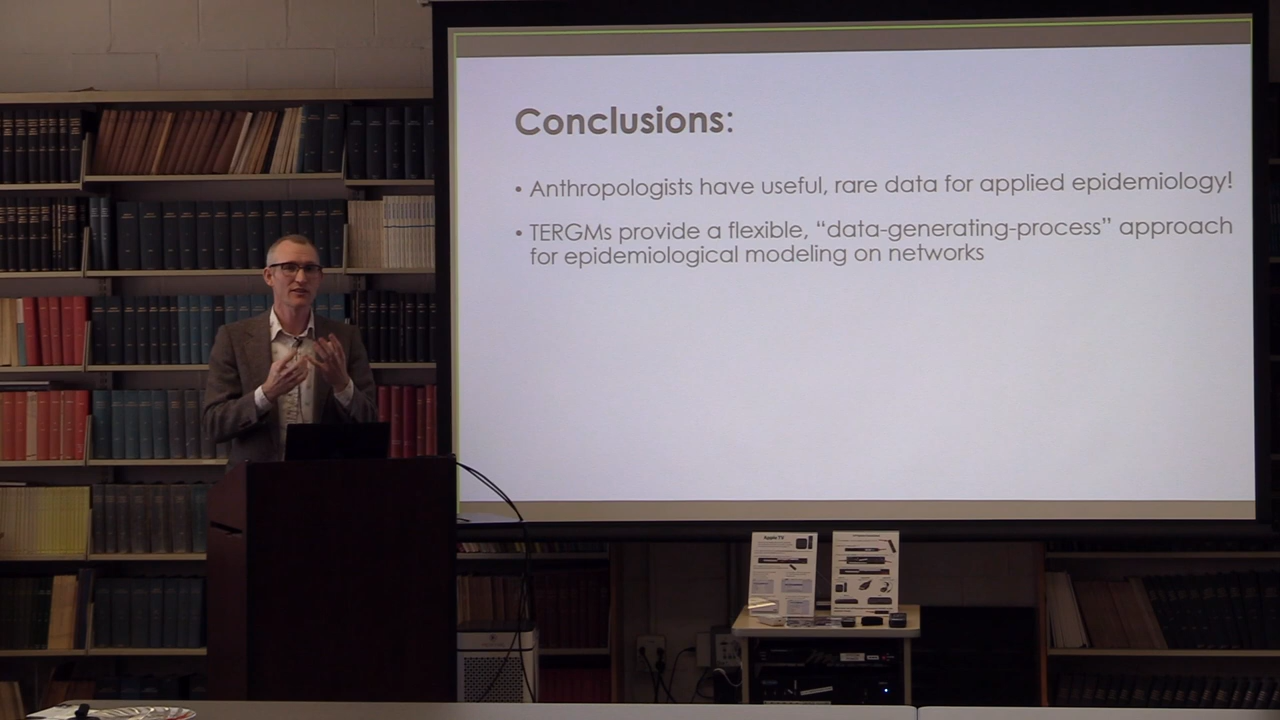 Conclusions:
• Anthropologists have useful, rare data for applied epidemiology!
• TERGMs provide a flexible, “data-generating-process” approach
for epidemiological modeling on networks
Apple TV